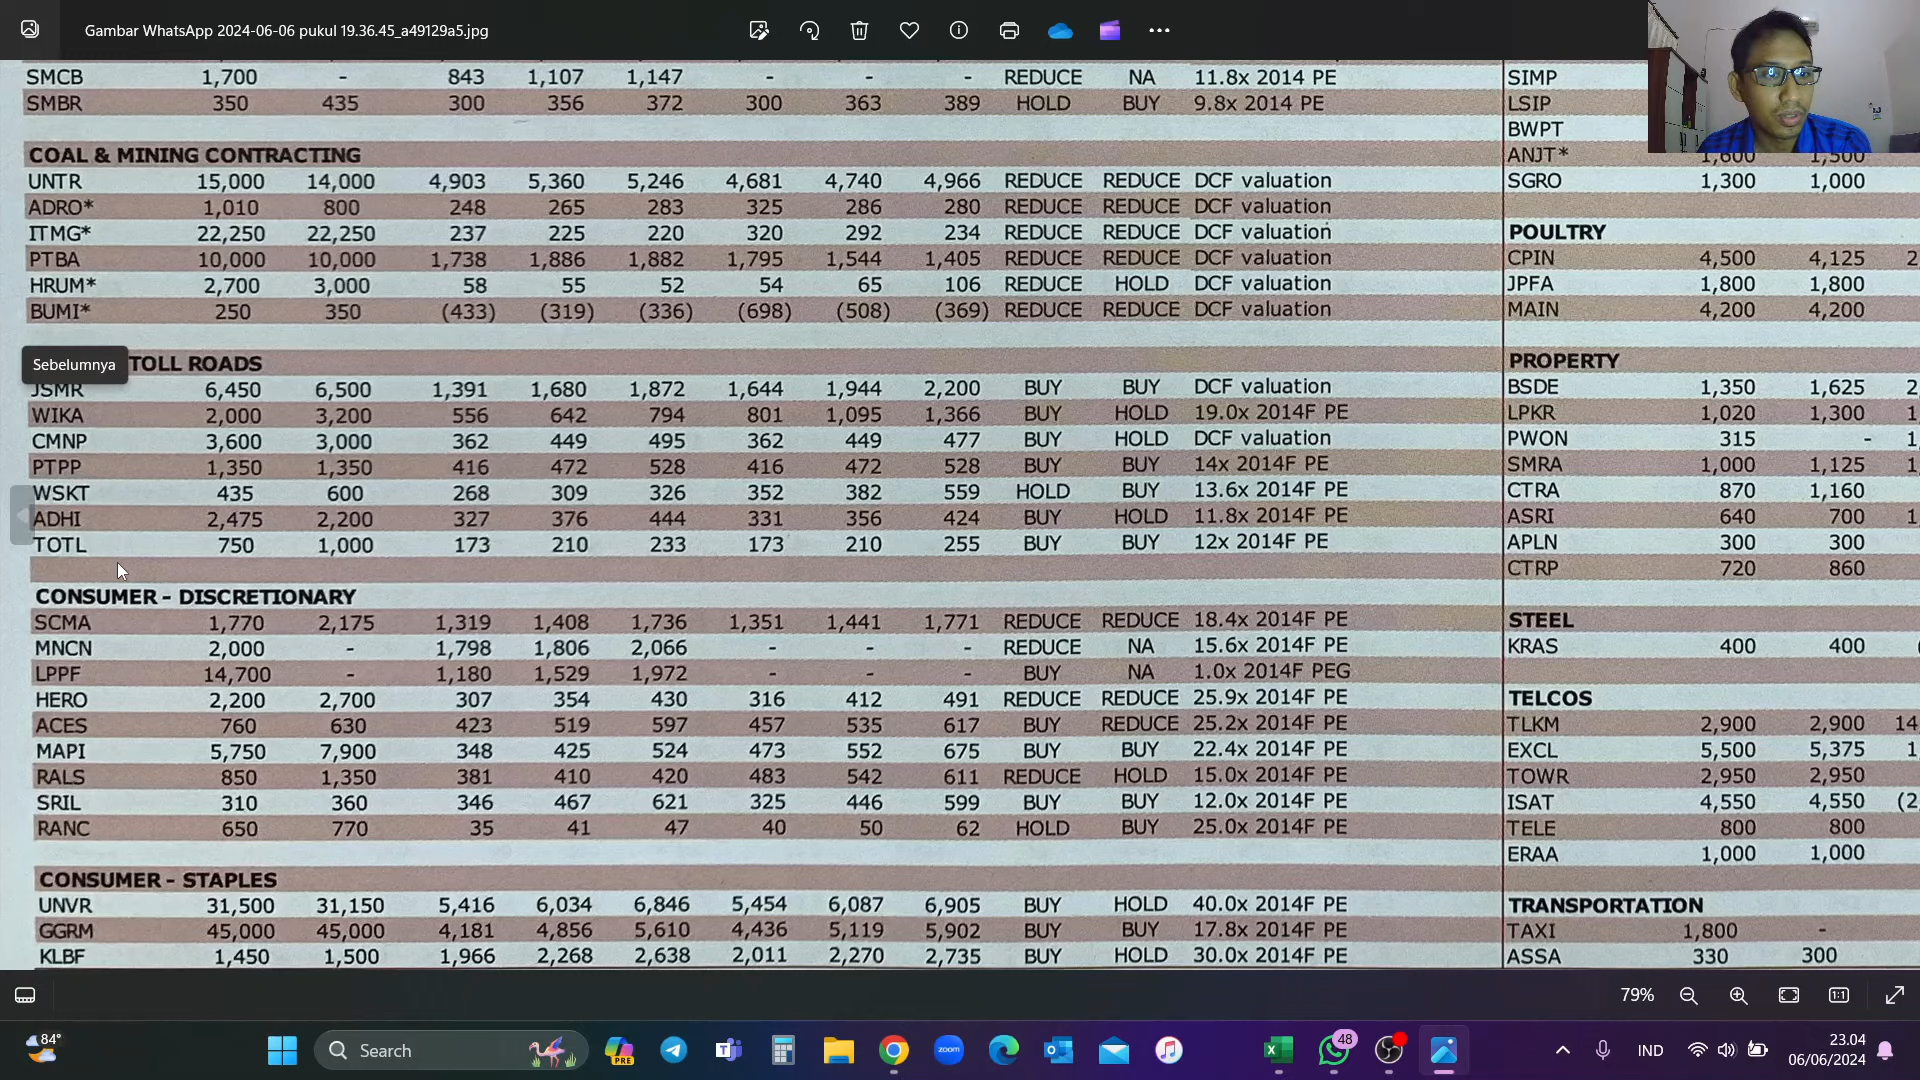 Gambar WhatsApp 2024-06-06 pukul 19.36.45_a49129a5.jpg
SMCB 1,700 - 843 1,107 1,147 - - - REDUCE NA 11.8x 2014 PE
SMBR 350 435 300 356 372 300 363 389 HOLD BUY 9.8x 2014 PE
COAL & MINING CONTRACTING
UNTR 15,000 14,000 4,903 5,360 5,246 4,681 4,740 4,966 REDUCE REDUCE DCF valuation
ADRO* 1,010 800 248 265 283 325 286 280 REDUCE REDUCE DCF valuation
ITMG* 22,250 22,250 237 225 220 320 292 234 REDUCE REDUCE DCF valuation
PTBA 10,000 10,000 1,738 1,886 1,882 1,795 1,544 1,405 REDUCE REDUCE DCF valuation
HRUM* 2,700 3,000 58 55 52 54 65 106 REDUCE HOLD DCF valuation
BUMI* 250 350 (433) (319) (336) (698) (508) (369) REDUCE REDUCE DCF valuation
Sebelumnya
TOLL ROADS
JSMR 6,450 6,500 1,391 1,680 1,872 1,644 1,944 2,200 BUY BUY DCF valuation
WIKA 2,000 3,200 556 642 794 801 1,095 1,366 BUY HOLD 19.0x 2014F PE
CMNP 3,600 3,000 362 449 495 362 449 477 BUY HOLD DCF valuation
PTPP 1,350 1,350 416 472 528 416 472 528 BUY BUY 14x 2014F PE
WSKT 435 600 268 309 326 352 382 559 HOLD BUY 13.6x 2014F PE
ADHI 2,475 2,200 327 376 444 331 356 424 BUY HOLD 11.8x 2014F PE
TOTL 750 1,000 173 210 233 173 210 255 BUY BUY 12x 2014F PE
CONSUMER - DISCRETIONARY
SCMA 1,770 2,175 1,319 1,408 1,736 1,351 1,441 1,771 REDUCE REDUCE 18.4x 2014F PE
MNCN 2,000 - 1,798 1,806 2,066 - - - REDUCE NA 15.6x 2014F PE
LPPF 14,700 - 1,180 1,529 1,972 - - - BUY NA 1.0x 2014F PEG
HERO 2,200 2,700 307 354 430 316 412 491 REDUCE REDUCE 25.9x 2014F PE
ACES 760 630 423 519 597 457 535 617 BUY REDUCE 25.2x 2014F PE
MAPI 5,750 7,900 348 425 524 473 552 675 BUY BUY 22.4x 2014F PE
RALS 850 1,350 381 410 420 483 542 611 REDUCE HOLD 15.0x 2014F PE
SRIL 310 360 346 467 621 325 446 599 BUY BUY 12.0x 2014F PE
RANC 650 770 35 41 47 40 50 62 HOLD BUY 25.0x 2014F PE
CONSUMER - STAPLES
UNVR 31,500 31,150 5,416 6,034 6,846 5,454 6,087 6,905 BUY HOLD 40.0x 2014F PE
GGRM 45,000 45,000 4,181 4,856 5,610 4,436 5,119 5,902 BUY BUY 17.8x 2014F PE
KLBF 1,450 1,500 1,966 2,268 2,638 2,011 2,270 2,735 BUY HOLD 30.0x 2014F PE
SIMP
LSIP
BWPT
ANJT* 1,600 1,500
SGRO 1,300 1,000
POULTRY
CPIN 4,500 4,125 2
JPFA 1,800 1,800
MAIN 4,200 4,200
PROPERTY
BSDE 1,350 1,625 2
LPKR 1,020 1,300 1
PWON 315 - 1
SMRA 1,000 1,125 1
CTRA 870 1,160
ASRI 640 700 1
APLN 300 300
CTRP 720 860
STEEL
KRAS 400 400 (
TELCOS
TLKM 2,900 2,900 14
EXCL 5,500 5,375 1
TOWR 2,950 2,950
ISAT 4,550 4,550 (2
TELE 800 800
ERAA 1,000 1,000
TRANSPORTATION
TAXI 1,800 -
ASSA 330 300
79%
1:1
84°
Search
PRE
zoom
48
IND
23.04
06/06/2024